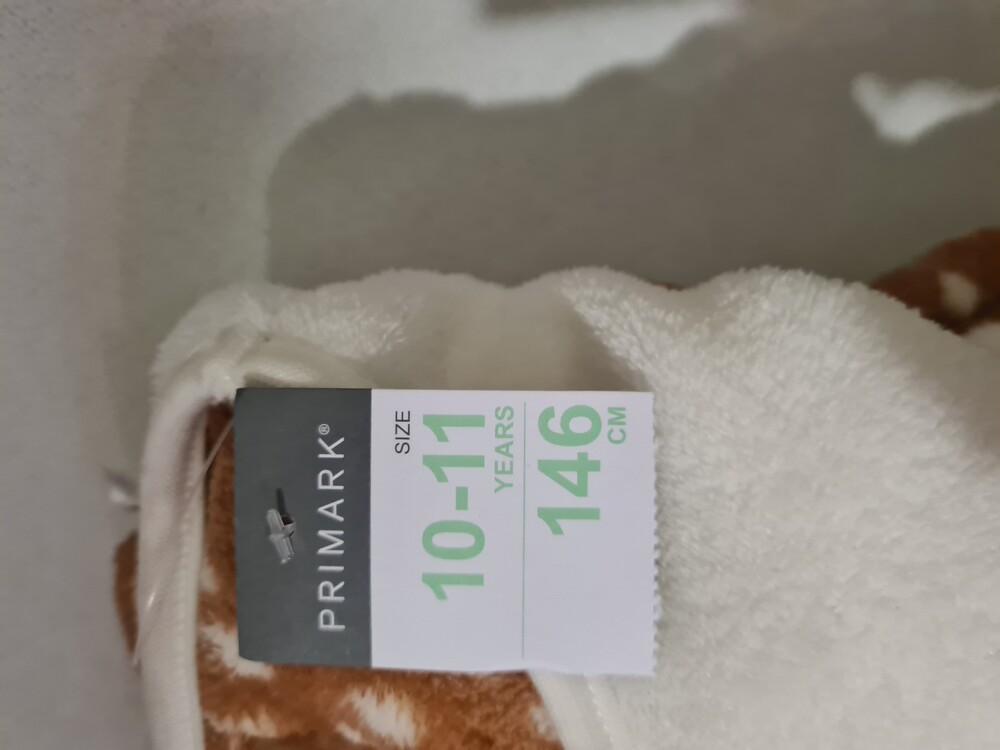 PRIMARK®
SIZE
10-11
YEARS
146
CM